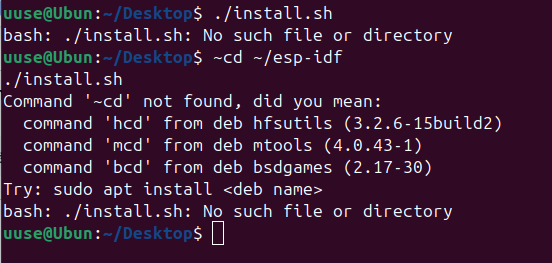 uuse@Ubun:~/Desktop$ ./install.sh
bash: ./install.sh: No such file or directory
uuse@Ubun:~/Desktop$ ~cd ~/esp-idf
./install.sh
Command '~cd' not found, did you mean:
  command 'hcd' from deb hfsutils (3.2.6-15build2)
  command 'mcd' from deb mtools (4.0.43-1)
  command 'bcd' from deb bsdgames (2.17-30)
Try: sudo apt install <deb name>
bash: ./install.sh: No such file or directory
uuse@Ubun:~/Desktop$